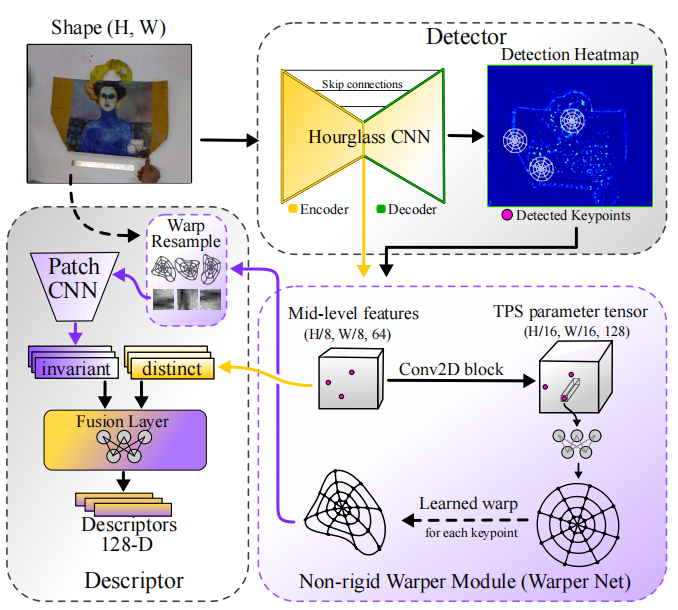 Shape (H, W)
Detector
Detection Heatmap
Skip connections
Hourglass CNN
Encoder
Decoder
Detected Keypoints
Warp
Resample
Patch
CNN
invariant
distinct
Fusion Layer
Descriptors
128-D
Descriptor
Mid-level features
(H/8, W/8, 64)
TPS parameter tensor
(H/16, W/16, 128)
Conv2D block
Learned warp
for each keypoint
Non-rigid Warper Module (Warper Net)